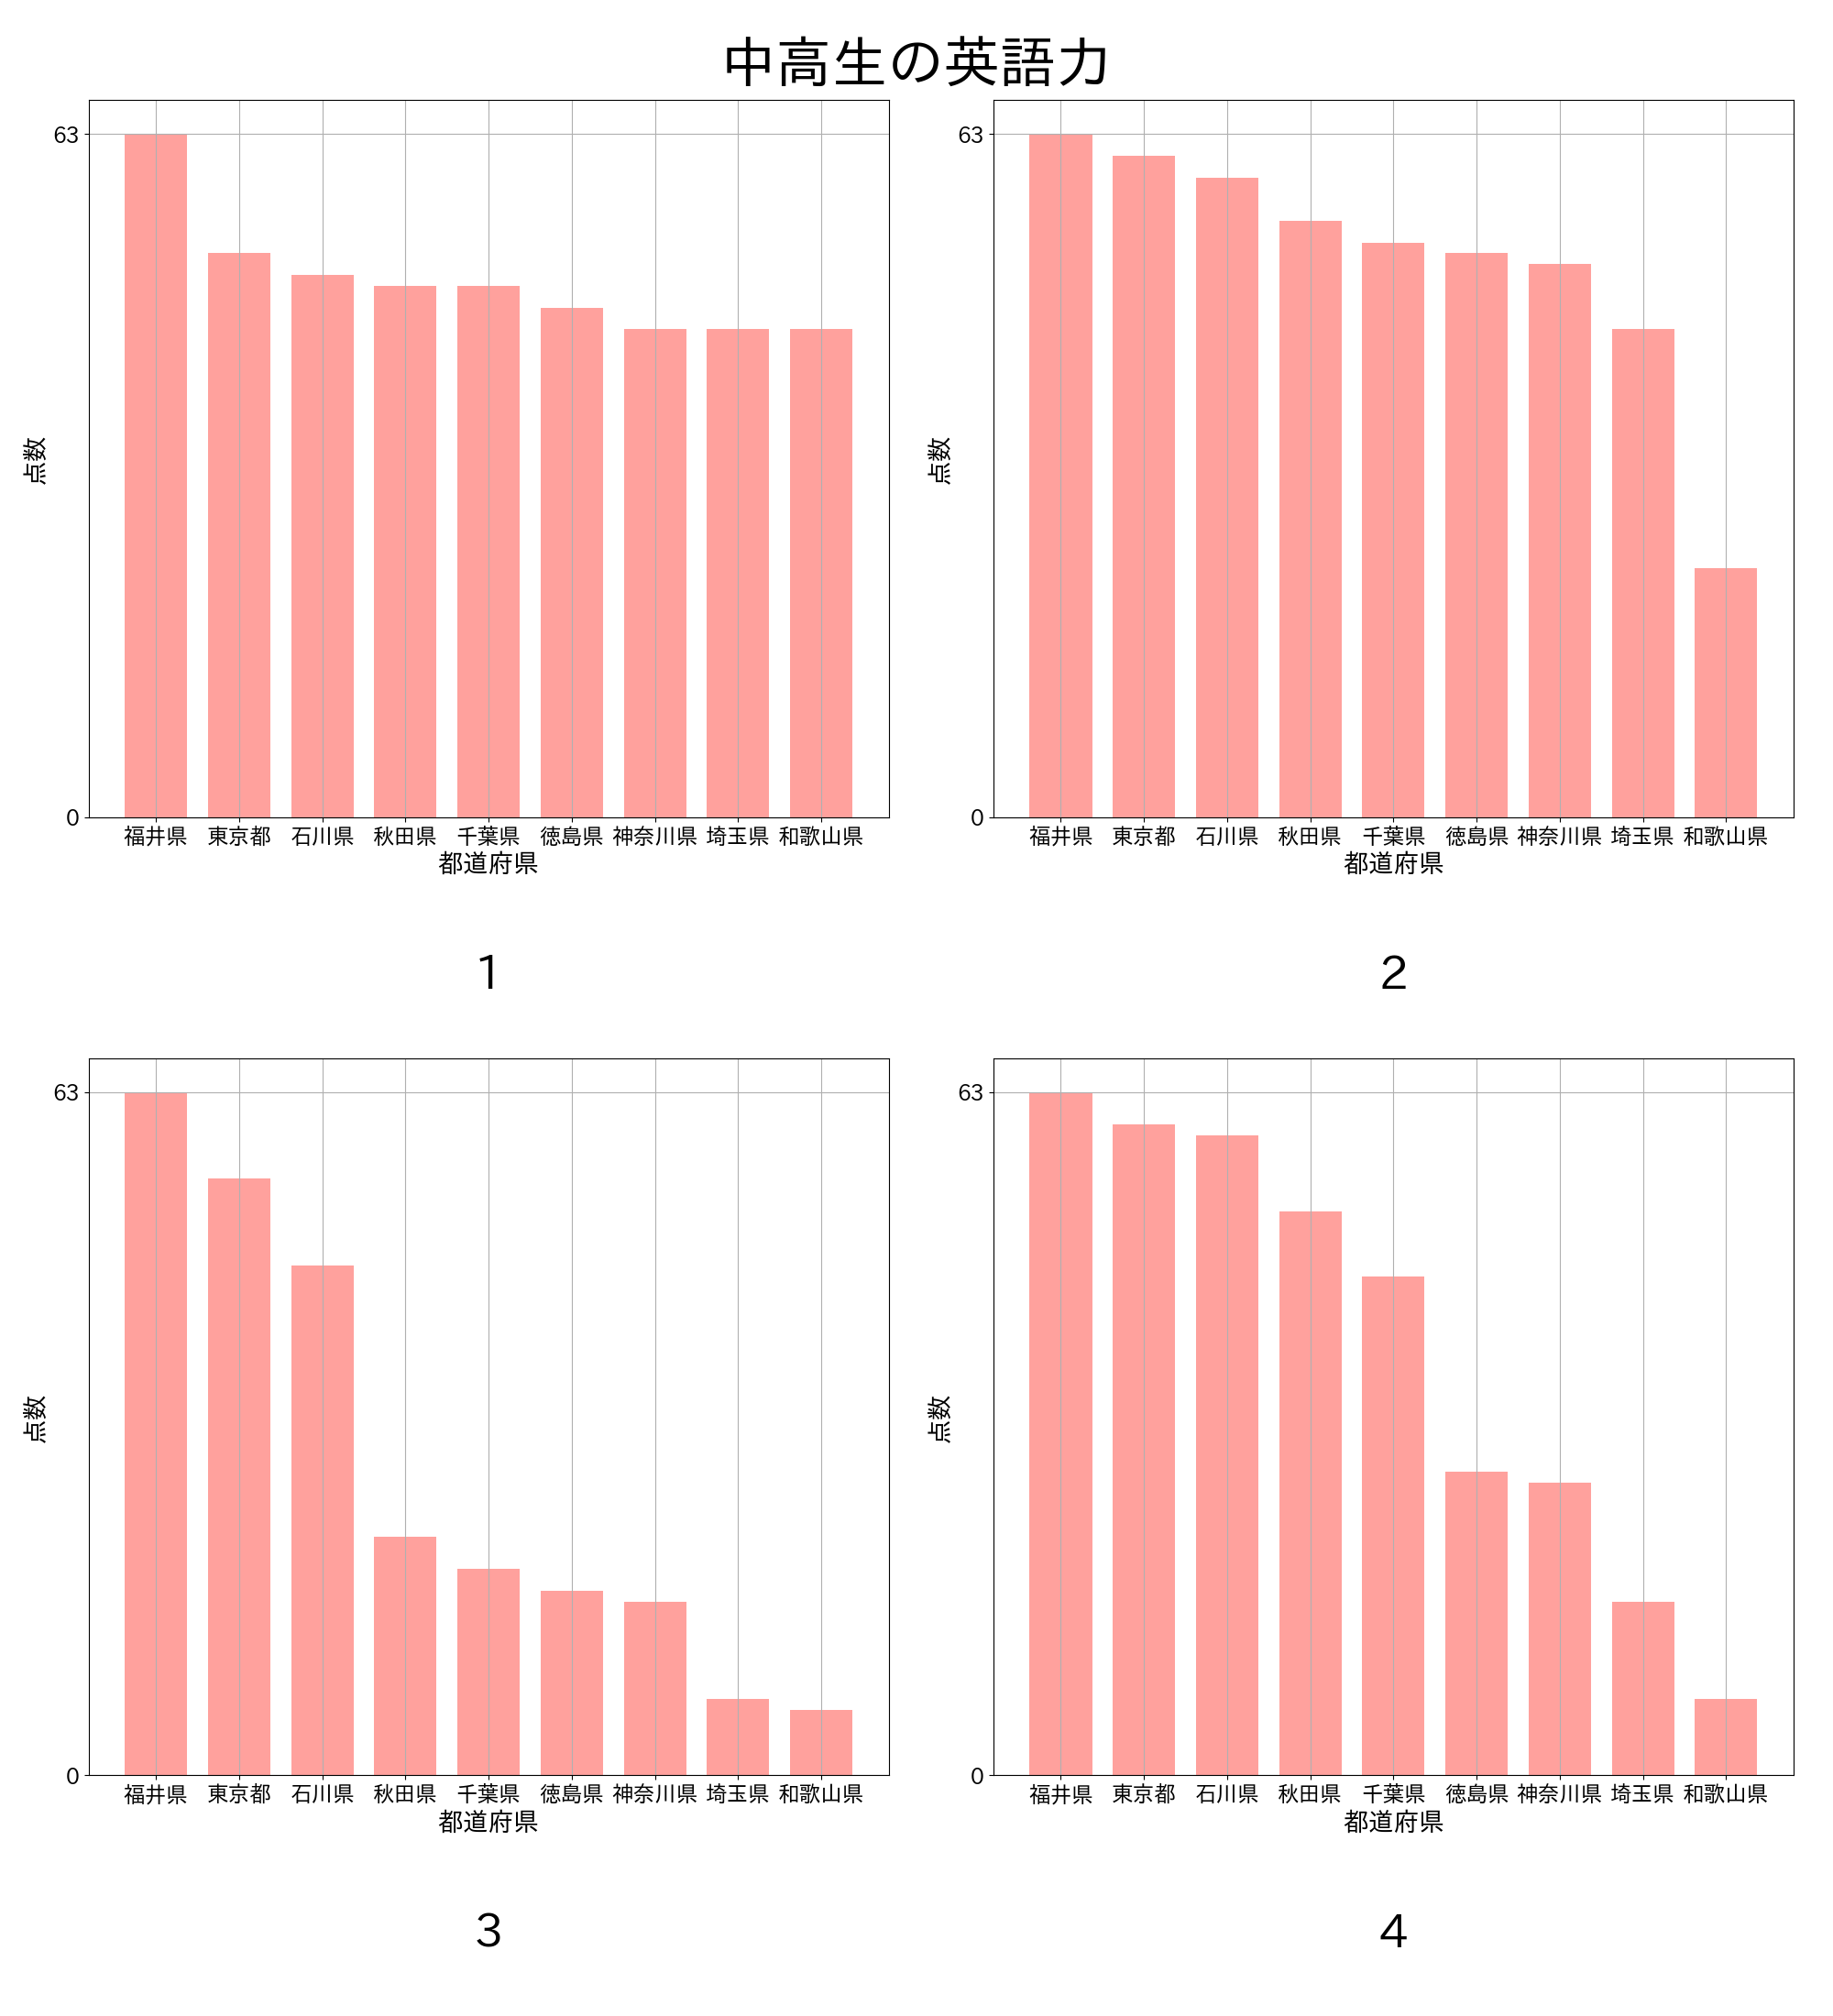 中高生の英語力
63
0
点数
福井県 東京都 石川県 秋田県 千葉県 徳島県 神奈川県 埼玉県 和歌山県
都道府県
1
63
0
点数
福井県 東京都 石川県 秋田県 千葉県 徳島県 神奈川県 埼玉県 和歌山県
都道府県
2
63
0
点数
福井県 東京都 石川県 秋田県 千葉県 徳島県 神奈川県 埼玉県 和歌山県
都道府県
3
63
0
点数
福井県 東京都 石川県 秋田県 千葉県 徳島県 神奈川県 埼玉県 和歌山県
都道府県
4